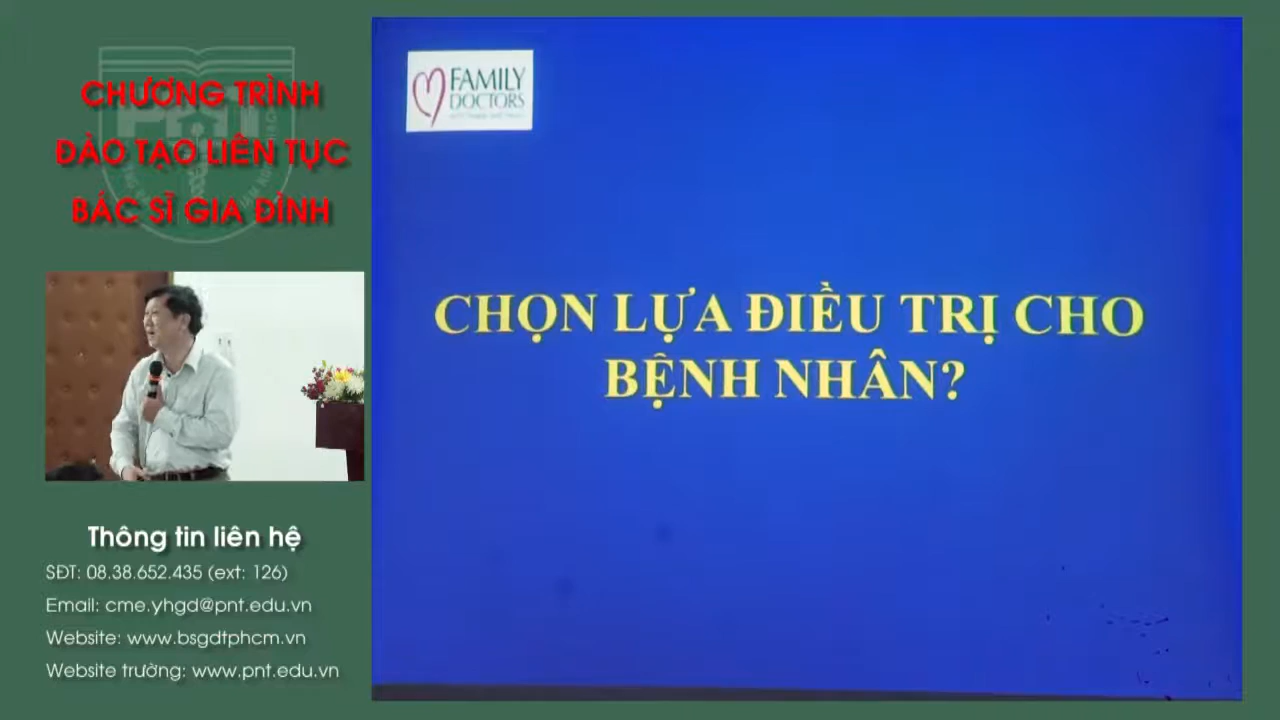 CHƯƠNG TRÌNH
ĐÀO TẠO LIÊN TỤC
BÁC SĨ GIA ĐÌNH
Thông tin liên hệ
SĐT: 08.38.652.435 (ext: 126)
Email: cme.yhgd@pnt.edu.vn
Website: www.bsgdtphcm.vn
Website trường: www.pnt.edu.vn
FAMILY
DOCTORS
CHỌN LỰA ĐIỀU TRỊ CHO
BỆNH NHÂN?